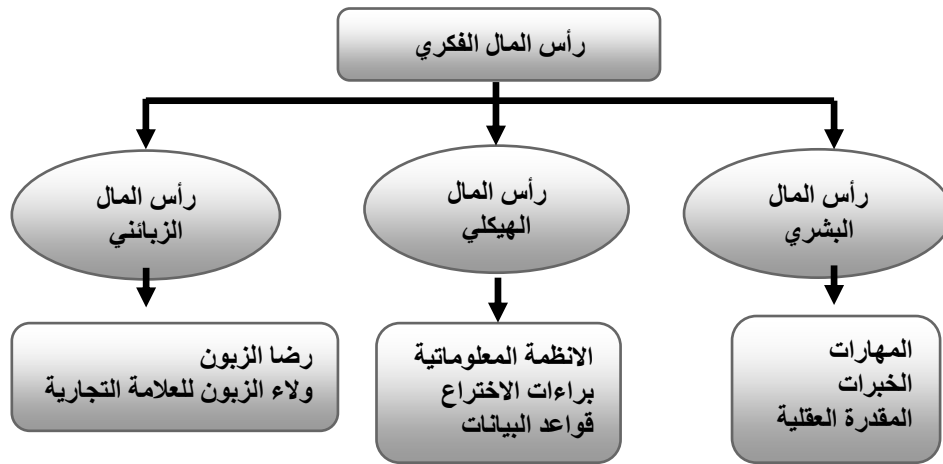 رأس المال الفكري
رأس المال
البشري
رأس المال
الهيكلي
رأس المال
الزبائني
المهارات
الخبرات
المقدرة العقلية
الانظمة المعلوماتية
براءات الاختراع
قواعد البيانات
رضا الزبون
ولاء الزبون للعلامة التجارية